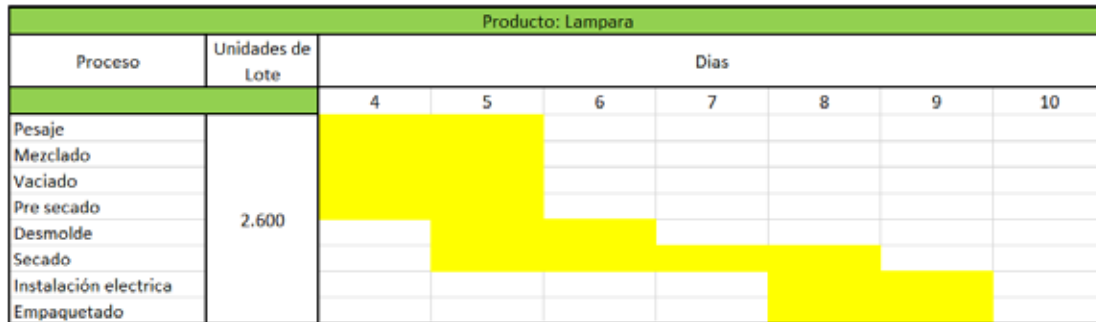 Producto: Lampara
Proceso
Unidades de
Lote
Dias
4 5 6 7 8 9 10
Pesaje
Mezclado
Vaciado
Pre secado
2.600
Desmolde
Secado
Instalación electrica
Empaquetado